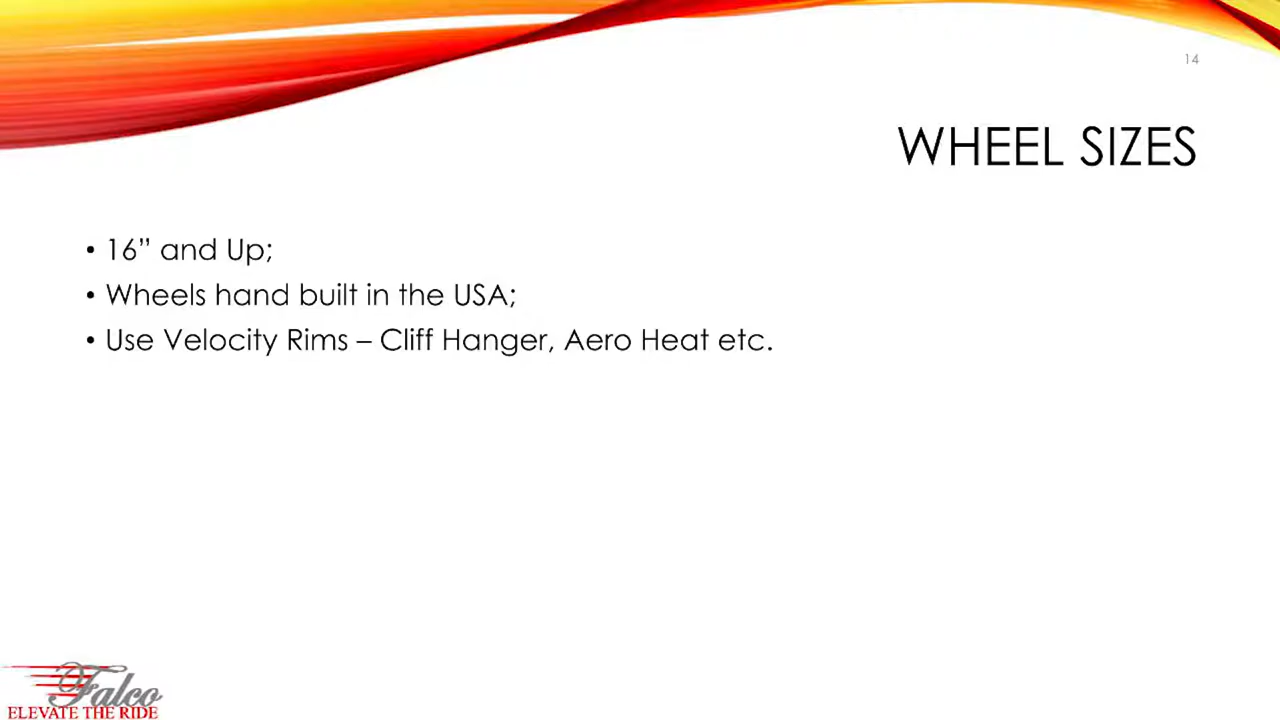 14
WHEEL SIZES
• 16” and Up;
• Wheels hand built in the USA;
• Use Velocity Rims – Cliff Hanger, Aero Heat etc.
Falco
ELEVATE THE RIDE